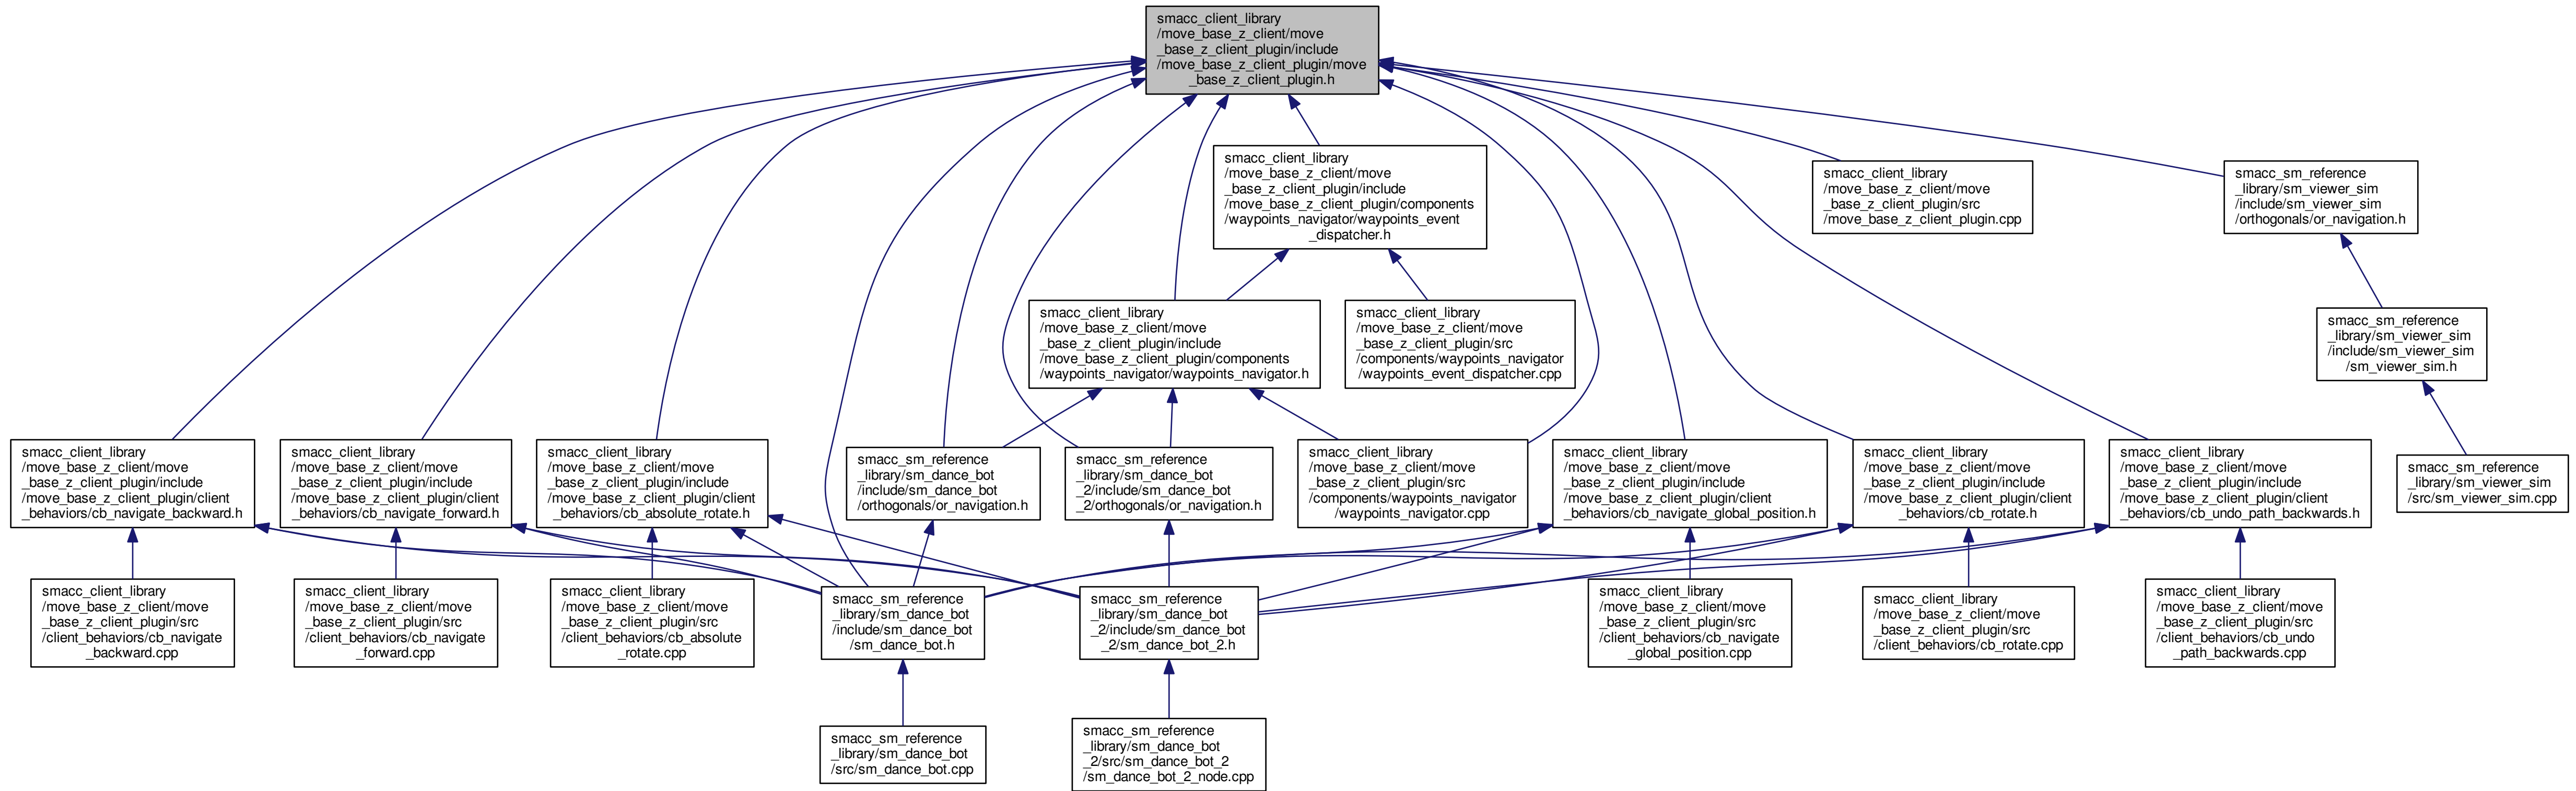 smacc_client_library
/move_base_z_client/move
_base_z_client_plugin/include
/move_base_z_client_plugin/move
_base_z_client_plugin.h
smacc_client_library
/move_base_z_client/move
_base_z_client_plugin/include
/move_base_z_client_plugin/components
/waypoints_navigator/waypoints_event
_dispatcher.h
smacc_client_library
/move_base_z_client/move
_base_z_client_plugin/src
/move_base_z_client_plugin.cpp
smacc_sm_reference
_library/sm_viewer_sim
/include/sm_viewer_sim
/orthogonals/or_navigation.h
smacc_client_library
/move_base_z_client/move
_base_z_client_plugin/include
/move_base_z_client_plugin/components
/waypoints_navigator/waypoints_navigator.h
smacc_client_library
/move_base_z_client/move
_base_z_client_plugin/src
/components/waypoints_navigator
/waypoints_event_dispatcher.cpp
smacc_sm_reference
_library/sm_viewer_sim
/include/sm_viewer_sim
/sm_viewer_sim.h
smacc_client_library
/move_base_z_client/move
_base_z_client_plugin/include
/move_base_z_client_plugin/client
_behaviors/cb_navigate_backward.h
smacc_client_library
/move_base_z_client/move
_base_z_client_plugin/include
/move_base_z_client_plugin/client
_behaviors/cb_navigate_forward.h
smacc_client_library
/move_base_z_client/move
_base_z_client_plugin/include
/move_base_z_client_plugin/client
_behaviors/cb_absolute_rotate.h
smacc_sm_reference
_library/sm_dance_bot
/include/sm_dance_bot
/orthogonals/or_navigation.h
smacc_sm_reference
_library/sm_dance_bot
_2/include/sm_dance_bot
_2/orthogonals/or_navigation.h
smacc_client_library
/move_base_z_client/move
_base_z_client_plugin/src
/components/waypoints_navigator
/waypoints_navigator.cpp
smacc_client_library
/move_base_z_client/move
_base_z_client_plugin/include
/move_base_z_client_plugin/client
_behaviors/cb_navigate_global_position.h
smacc_client_library
/move_base_z_client/move
_base_z_client_plugin/include
/move_base_z_client_plugin/client
_behaviors/cb_rotate.h
smacc_client_library
/move_base_z_client/move
_base_z_client_plugin/include
/move_base_z_client_plugin/client
_behaviors/cb_undo_path_backwards.h
smacc_sm_reference
_library/sm_viewer_sim
/src/sm_viewer_sim.cpp
smacc_client_library
/move_base_z_client/move
_base_z_client_plugin/src
/client_behaviors/cb_navigate
_backward.cpp
smacc_client_library
/move_base_z_client/move
_base_z_client_plugin/src
/client_behaviors/cb_navigate
_forward.cpp
smacc_client_library
/move_base_z_client/move
_base_z_client_plugin/src
/client_behaviors/cb_absolute
_rotate.cpp
smacc_sm_reference
_library/sm_dance_bot
/include/sm_dance_bot
/sm_dance_bot.h
smacc_sm_reference
_library/sm_dance_bot
_2/include/sm_dance_bot
_2/sm_dance_bot_2.h
smacc_client_library
/move_base_z_client/move
_base_z_client_plugin/src
/client_behaviors/cb_navigate
_global_position.cpp
smacc_client_library
/move_base_z_client/move
_base_z_client_plugin/src
/client_behaviors/cb_rotate.cpp
smacc_client_library
/move_base_z_client/move
_base_z_client_plugin/src
/client_behaviors/cb_undo
_path_backwards.cpp
smacc_sm_reference
_library/sm_dance_bot
/src/sm_dance_bot.cpp
smacc_sm_reference
_library/sm_dance_bot
_2/src/sm_dance_bot_2
/sm_dance_bot_2_node.cpp